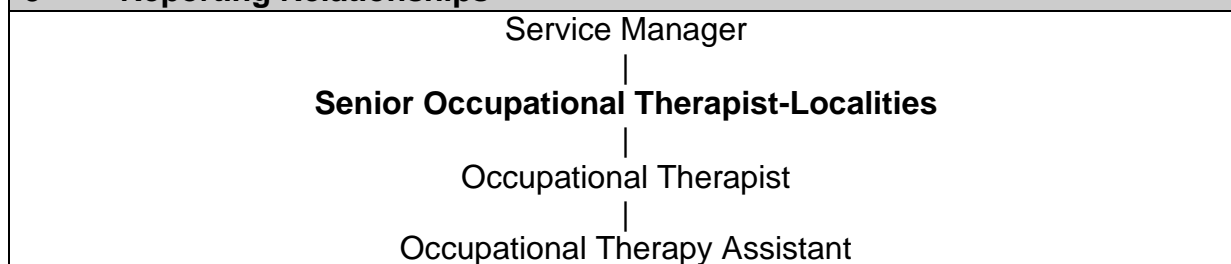 Reporting Relationships
Service Manager
|
Senior Occupational Therapist-Localities
|
Occupational Therapist
|
Occupational Therapy Assistant